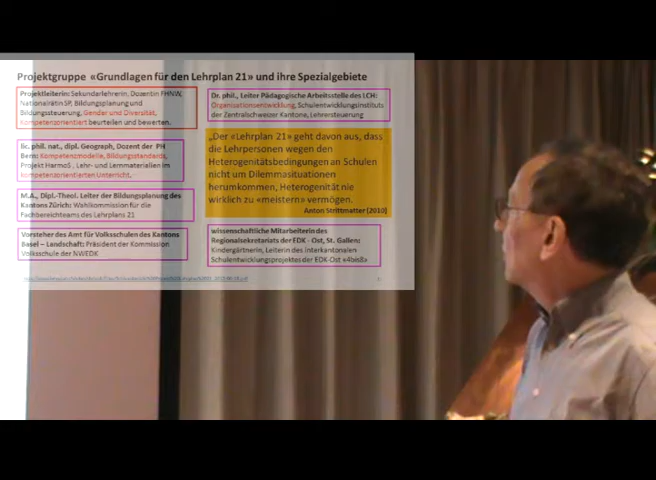 Projektgruppe «Grundlagen für den Lehrplan 21» und ihre Spezialgebiete
Projektleiterin: Sekundarlehrerin, Dozentin FHNW,
Nationalrätin SP, Bildungsplanung und
Bildungssteuerung, Gender und Diversität,
Kompetenzorientiert beurteilen und bewerten.
lic. phil. nat., dipl. Geograph, Dozent der PH
Bern: Kompetenzmodelle, Bildungsstandards,
Projekt HarmoS, Lehr- und Lernmaterialien im
kompetenzorientierten Unterricht.
M.A., Dipl.-Theol. Leiter der Bildungsplanung des
Kantons Zürich: Wahlkommission für die
Fachbereichteams des Lehrplans 21
Vorsteher des Amt für Volksschulen des Kantons
Basel – Landschaft: Präsident der Kommission
Volksschule der NWEDK
Dr. phil., Leiter Pädagogische Arbeitsstelle des LCH:
Organisationsentwicklung, Schulentwicklungsinstituts
der Zentralschweizer Kantone, Lehrersteuerung
„Der «Lehrplan 21» geht davon aus, dass
die Lehrpersonen wegen den
Heterogenitätsbedingungen an Schulen
nicht um Dilemmasituationen
herumkommen, Heterogenität nie
wirklich zu «meistern» vermögen.
Anton Strittmatter (2010)
wissenschaftliche Mitarbeiterin des
Regionalsekretariats der EDK - Ost, St. Gallen:
Kindergärtnerin, Leiterin des interkantonalen
Schulentwicklungsprojektes der EDK-Ost «4bis8»